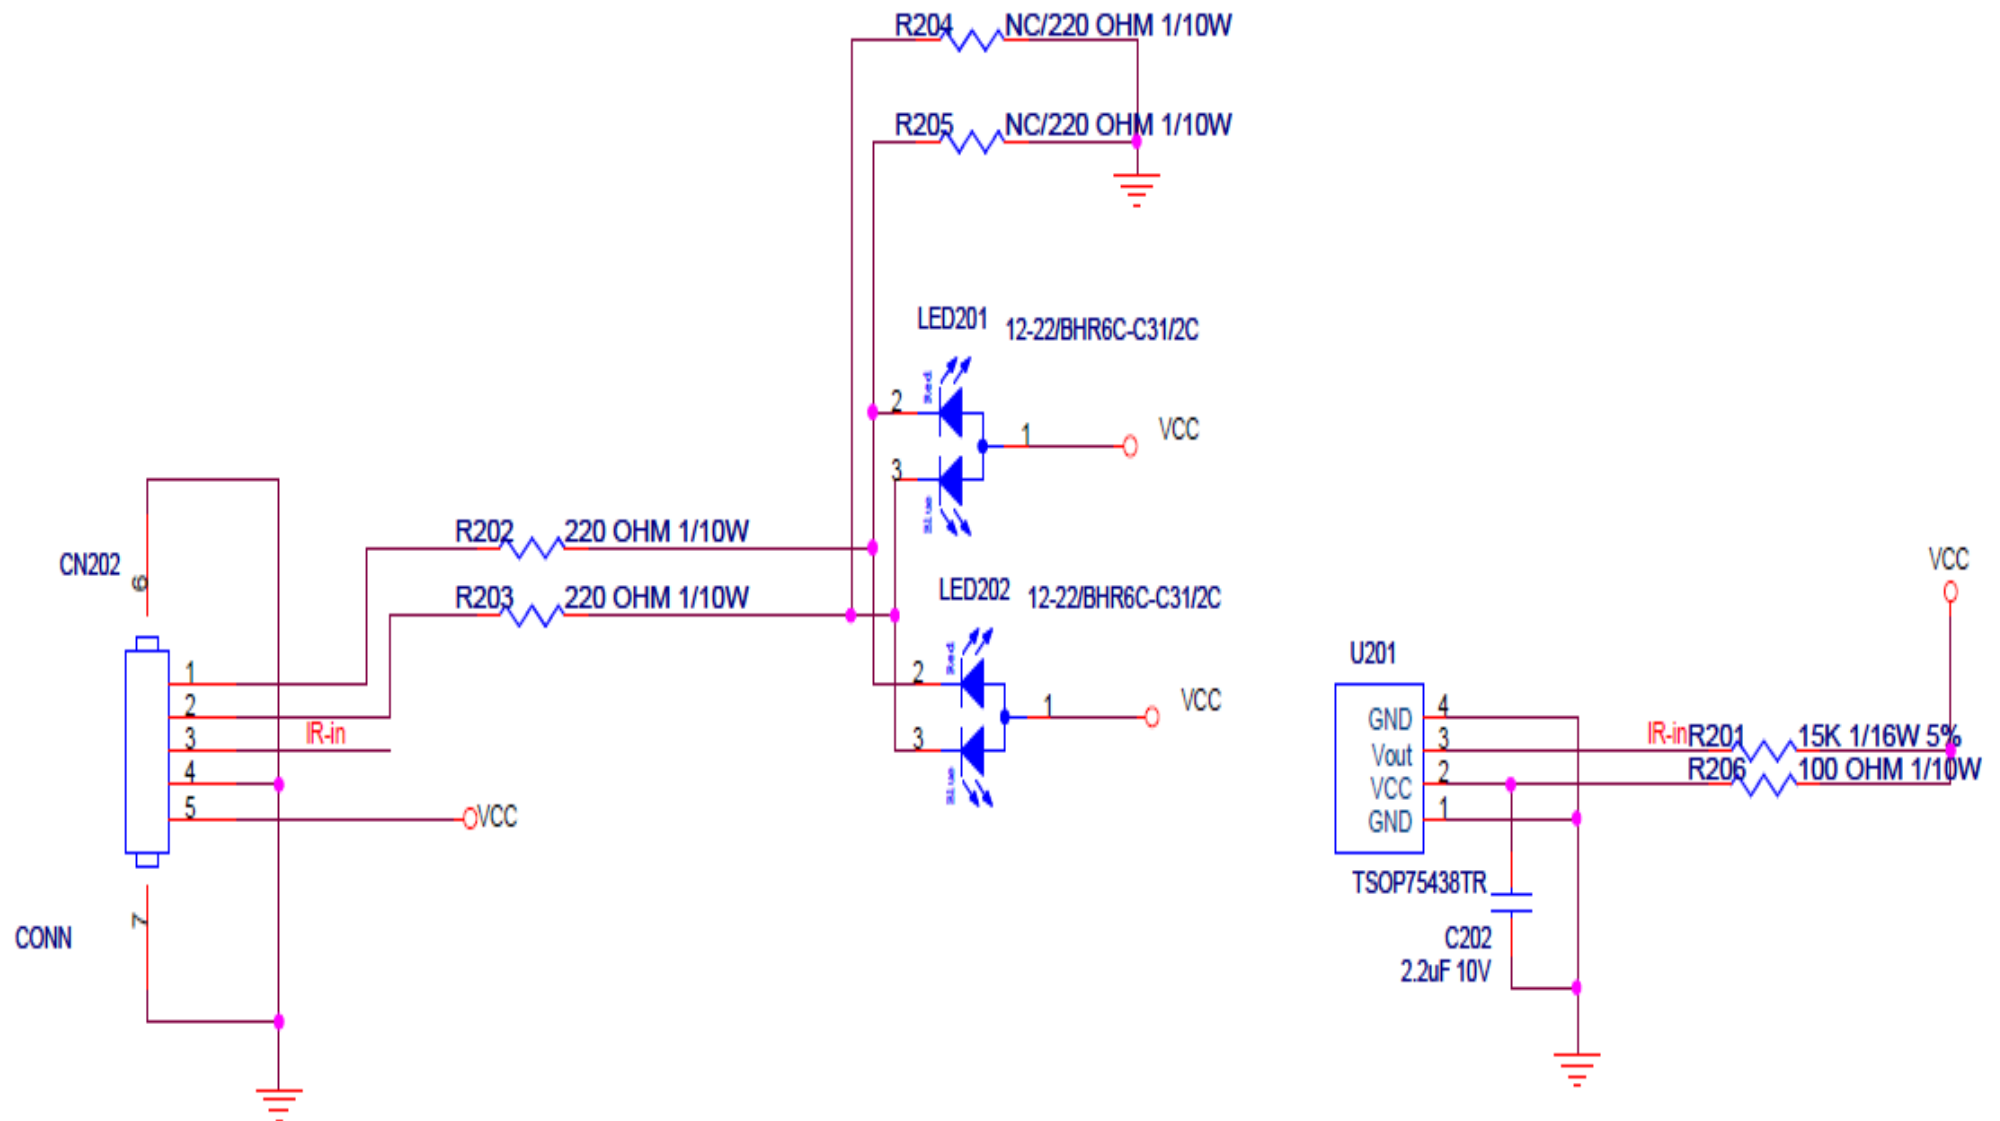 R204 NC/220 OHM 1/10W
R205 NC/220 OHM 1/10W
LED201 12-22/BHR6C-C31/2C
Red
2
1 VCC
3
Blue
R202 220 OHM 1/10W
CN202
6
R203 220 OHM 1/10W
LED202 12-22/BHR6C-C31/2C
Red
2
1 VCC
3
Blue
1
2
IR-in
3
4
5 VCC
7
CONN
VCC
U201
GND 4
Vout 3 IR-in R201 15K 1/16W 5%
VCC 2 R206 100 OHM 1/10W
GND 1
TSOP75438TR
C202
2.2uF 10V